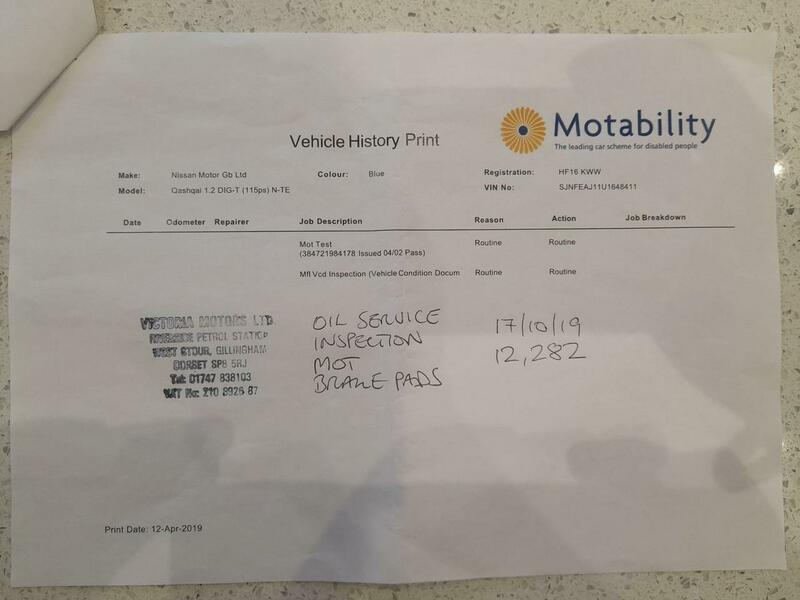 Vehicle History Print
Motability
The leading car scheme for disabled people
Make: Nissan Motor Gb Ltd Colour: Blue Registration: HF16 KWW
Model: Qashqai 1.2 DIG-T (115ps) N-TE VIN No: SJNFEAJ11U1648411
Date Odometer Repairer Job Description Reason Action Job Breakdown
Mot Test Routine Routine
(384721984178 Issued 04/02 Pass)
Mfl Vcd Inspection (Vehicle Condition Docum Routine Routine
VICTORIA MOTORS LTD.
RIVERSIDE PETROL STATION
WEST STOUR, GILLINGHAM
DORSET SP8 5RJ
Tel: 01747 838103
VAT No: 210 8926 87
OIL SERVICE 17/10/19
INSPECTION 12,282
MOT
BRAKE PADS
Print Date: 12-Apr-2019